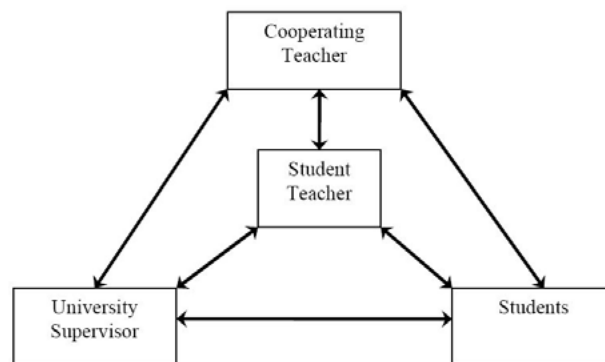 Cooperating
Teacher
Student
Teacher
University
Supervisor
Students